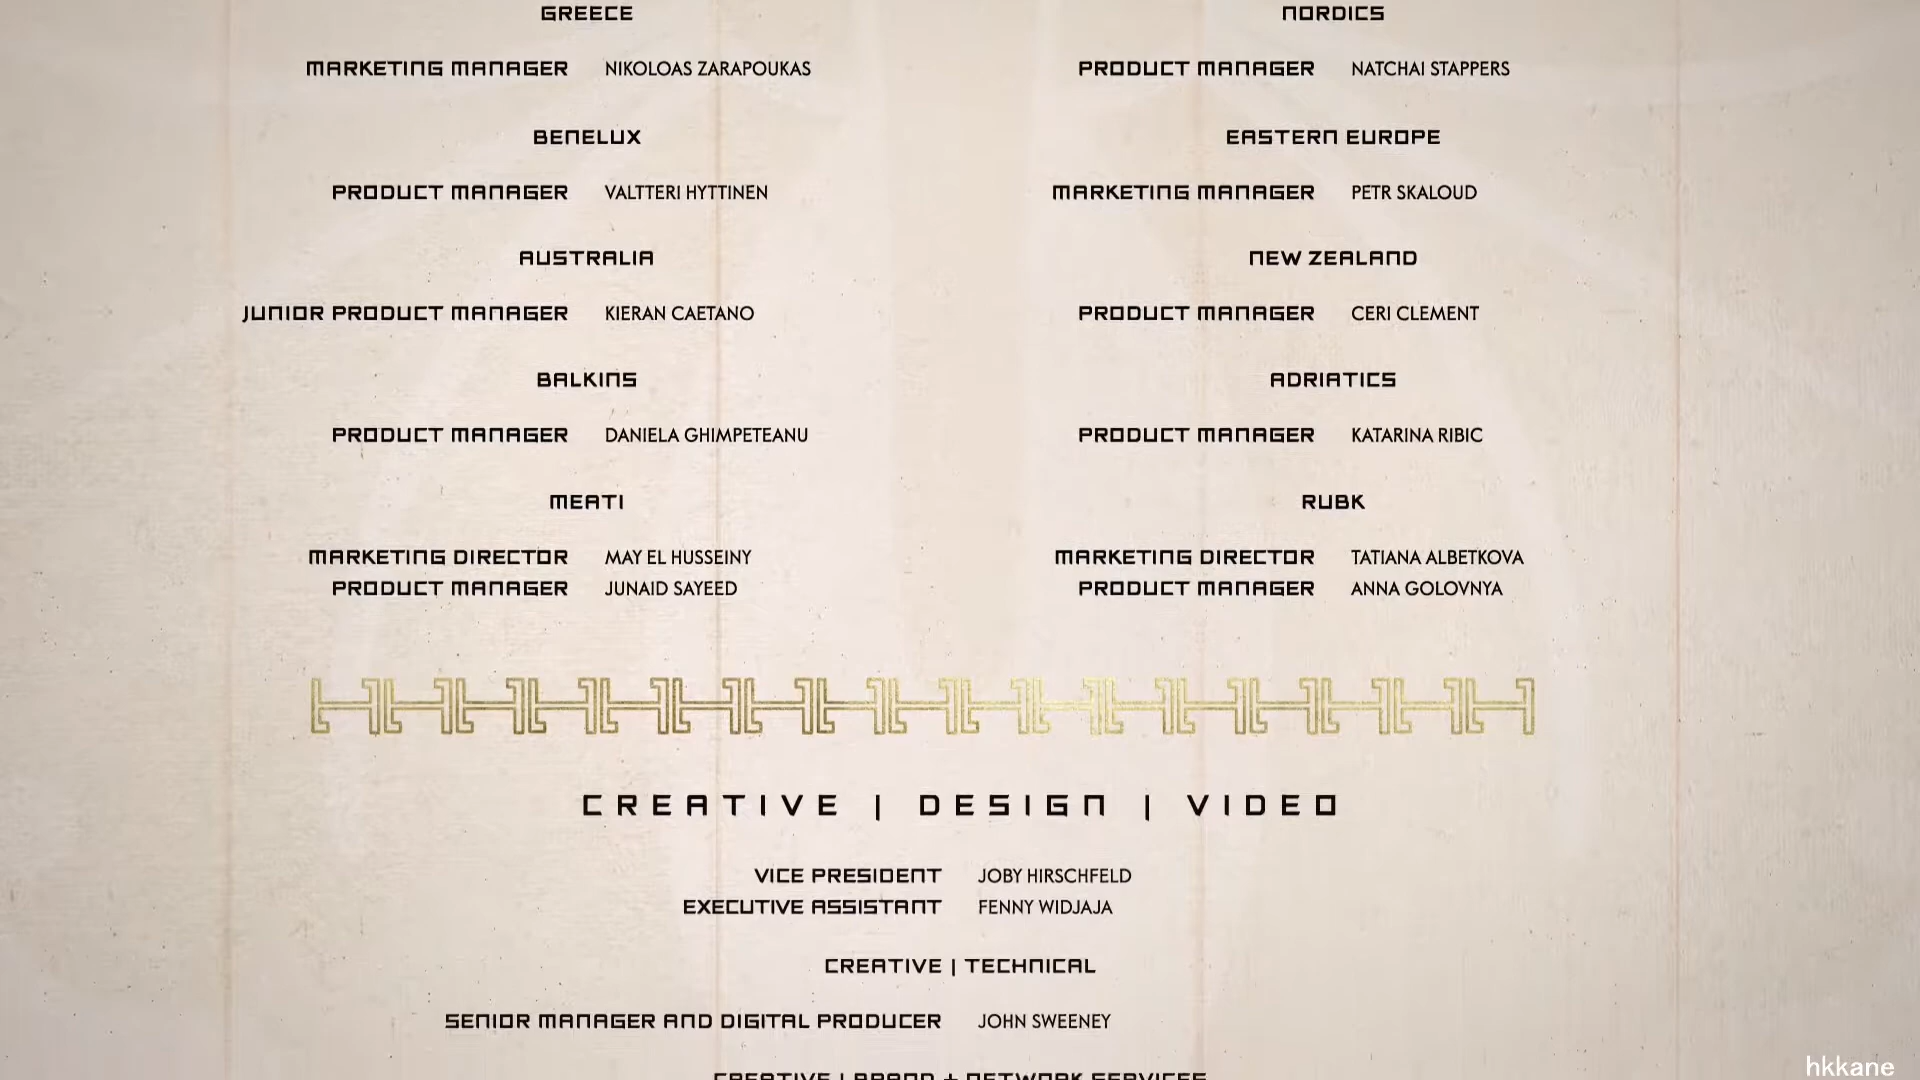 GREECE
MARKETING MANAGER NIKOLOAS ZARAPOUKAS
BENELUX
PRODUCT MANAGER VALTTERI HYTTINEN
AUSTRALIA
JUNIOR PRODUCT MANAGER KIERAN CAETANO
BALKINS
PRODUCT MANAGER DANIELA GHIMPETEANU
MEATI
MARKETING DIRECTOR MAY EL HUSSEINY
PRODUCT MANAGER JUNAID SAYEED
NORDICS
PRODUCT MANAGER NATCHAI STAPPERS
EASTERN EUROPE
MARKETING MANAGER PETR SKALOUD
NEW ZEALAND
PRODUCT MANAGER CERI CLEMENT
ADRIATICS
PRODUCT MANAGER KATARINA RIBIC
RUBK
MARKETING DIRECTOR TATIANA ALBETKOVA
PRODUCT MANAGER ANNA GOLOVNYA
CREATIVE | DESIGN | VIDEO
VICE PRESIDENT JOBY HIRSCHFELD
EXECUTIVE ASSISTANT FENNY WIDJAJA
CREATIVE | TECHNICAL
SENIOR MANAGER AND DIGITAL PRODUCER JOHN SWEENEY
CREATIVE | BRAND + NETWORK SERVICES
hkkane